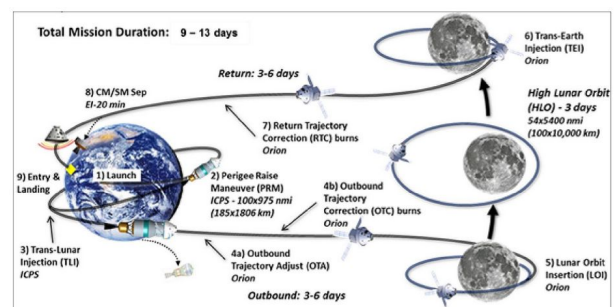 Total Mission Duration: 9 – 13 days
6) Trans-Earth
Injection (TEI)
Orion
Return: 3-6 days
8) CM/SM Sep
EI-20 min
High Lunar Orbit
(HLO) - 3 days
54x5400 nmi
(100x10,000 km)
7) Return Trajectory
Correction (RTC) burns
Orion
9) Entry &
Landing
1) Launch
2) Perigee Raise
Maneuver (PRM)
ICPS - 100x975 nmi
(185x1806 km)
4b) Outbound
Trajectory
Correction (OTC) burns
Orion
3) Trans-Lunar
Injection (TLI)
ICPS
4a) Outbound
Trajectory Adjust (OTA)
Orion
5) Lunar Orbit
Insertion (LOI)
Orion
Outbound: 3-6 days